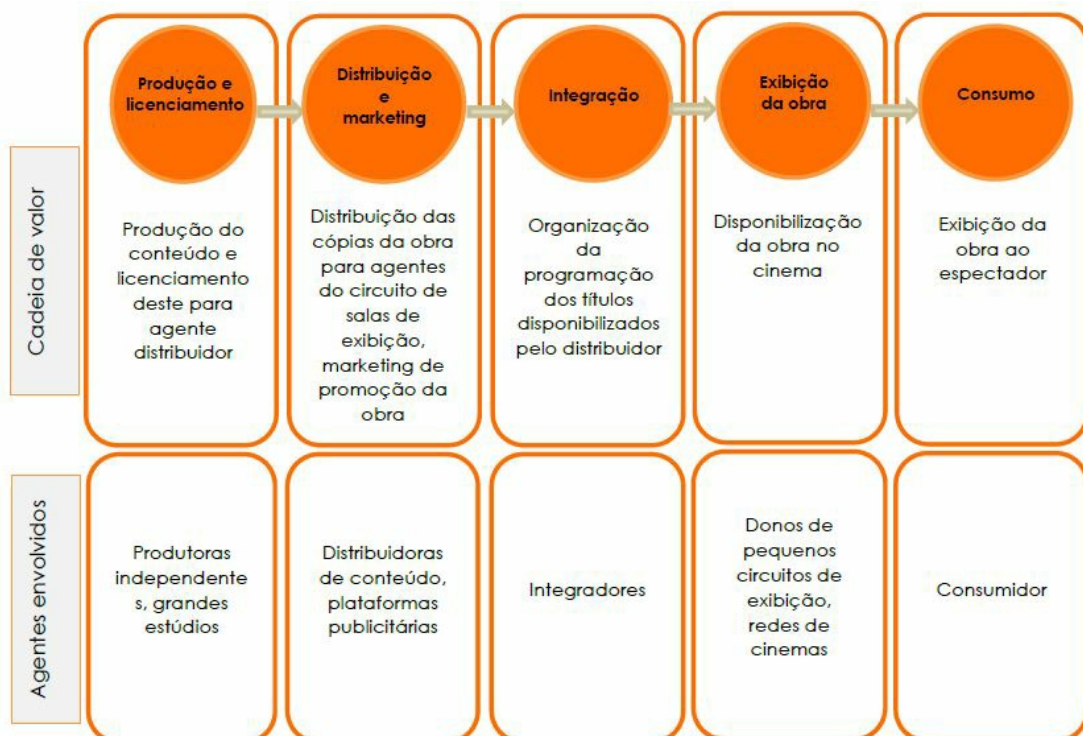 Produção e
licenciamento
Distribuição
e
marketing
Integração
Exibição
da obra
Consumo
Cadeia de valor
Produção do
conteúdo e
licenciamento
deste para
agente
distribuidor
Distribuição das
cópias da obra
para agentes
do circuito de
salas de
exibição,
marketing de
promoção da
obra
Organização
da
programação
dos títulos
disponibilizados
pelo distribuidor
Disponibilização
da obra no
cinema
Exibição da
obra ao
espectador
Agentes envolvidos
Produtoras
independente
s, grandes
estúdios
Distribuidoras
de conteúdo,
plataformas
publicitárias
Integradores
Donos de
pequenos
circuitos de
exibição,
redes de
cinemas
Consumidor